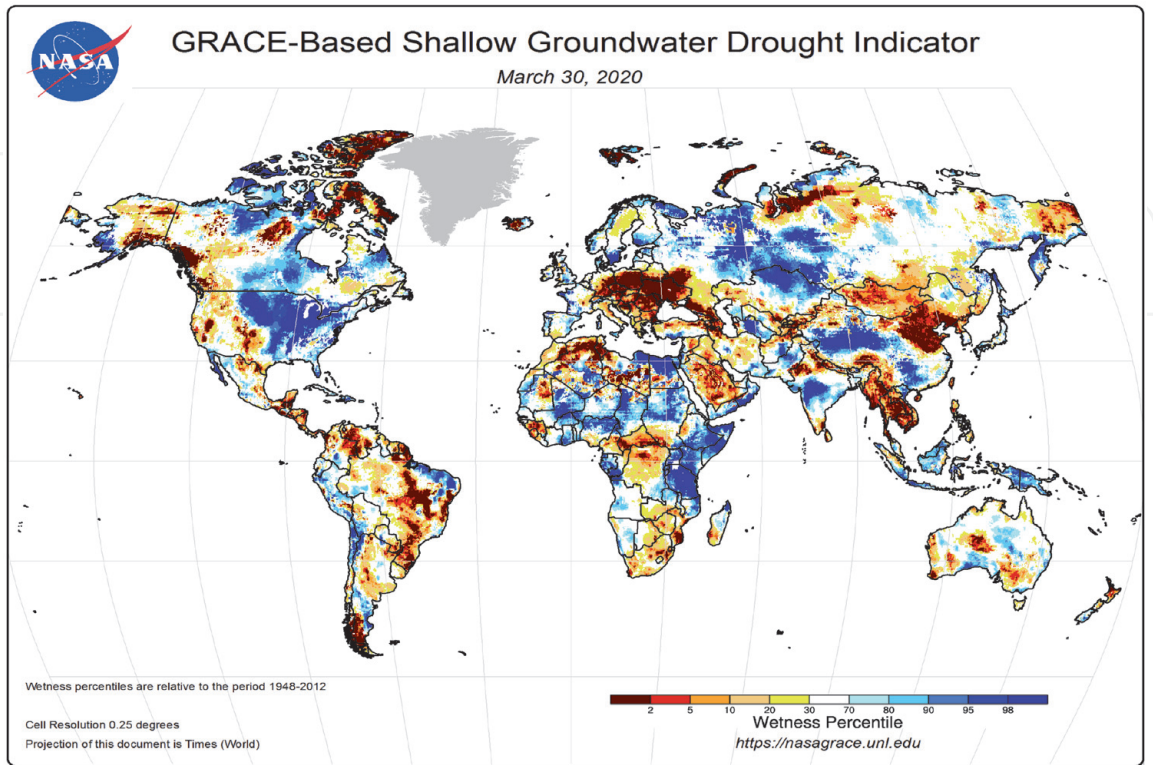 NASA
GRACE-Based Shallow Groundwater Drought Indicator
March 30, 2020
Wetness percentiles are relative to the period 1948-2012
Cell Resolution 0.25 degrees
Projection of this document is Times (World)
2 5 10 20 30 70 80 90 95 98
Wetness Percentile
https://nasagrace.unl.edu